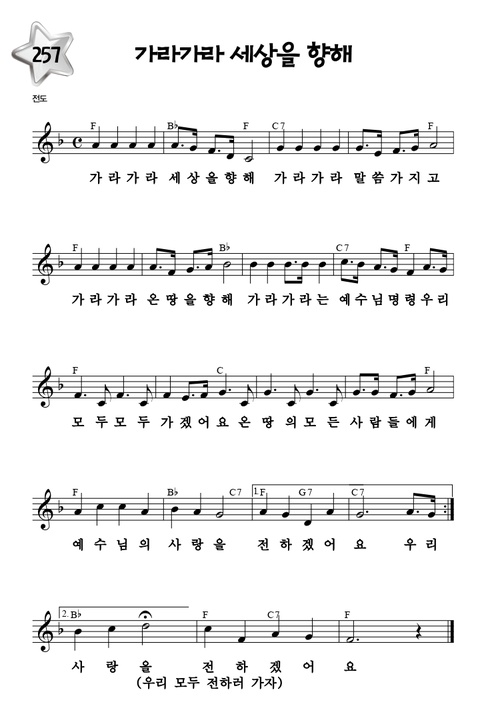 257
가라가라 세상을 향해
전도
F B♭ F C7 F
가라가라 세상을향해 가라가라 말씀가지고
F B♭ C7 F
가라가라 온땅을향해 가라가라는 예수님명령우리
F C F
모두모두 가겠어요온 땅의모든 사람들에게
F B♭ C7 1. F G7 C7
예수님의 사랑을 전하겠어요 우리
2. B♭ F C7 F
사랑을 전하겠어요
(우리 모두 전하러 가자)